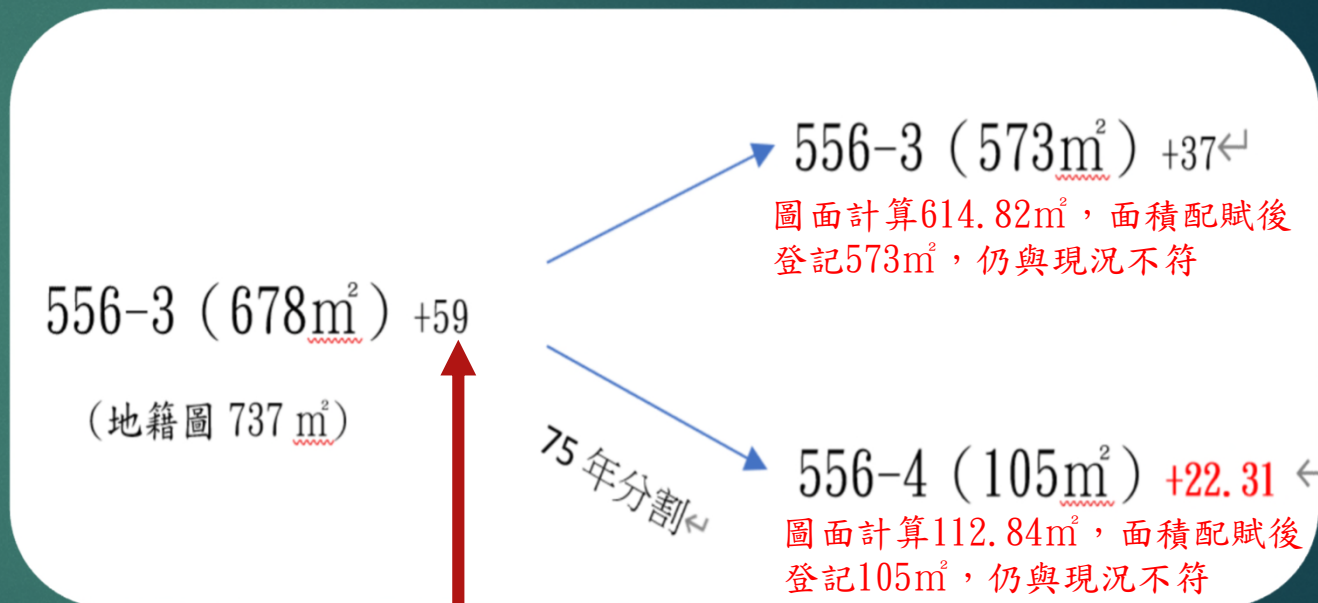 556-3（573㎡）+37↵
圖面計算614.82㎡，面積配賦後
登記573㎡，仍與現況不符
556-3（678㎡）+59
（地籍圖 737 ㎡）
75 年分割↵
556-4（105㎡）+22.31 ←
圖面計算112.84㎡，面積配賦後
登記105㎡，仍與現況不符